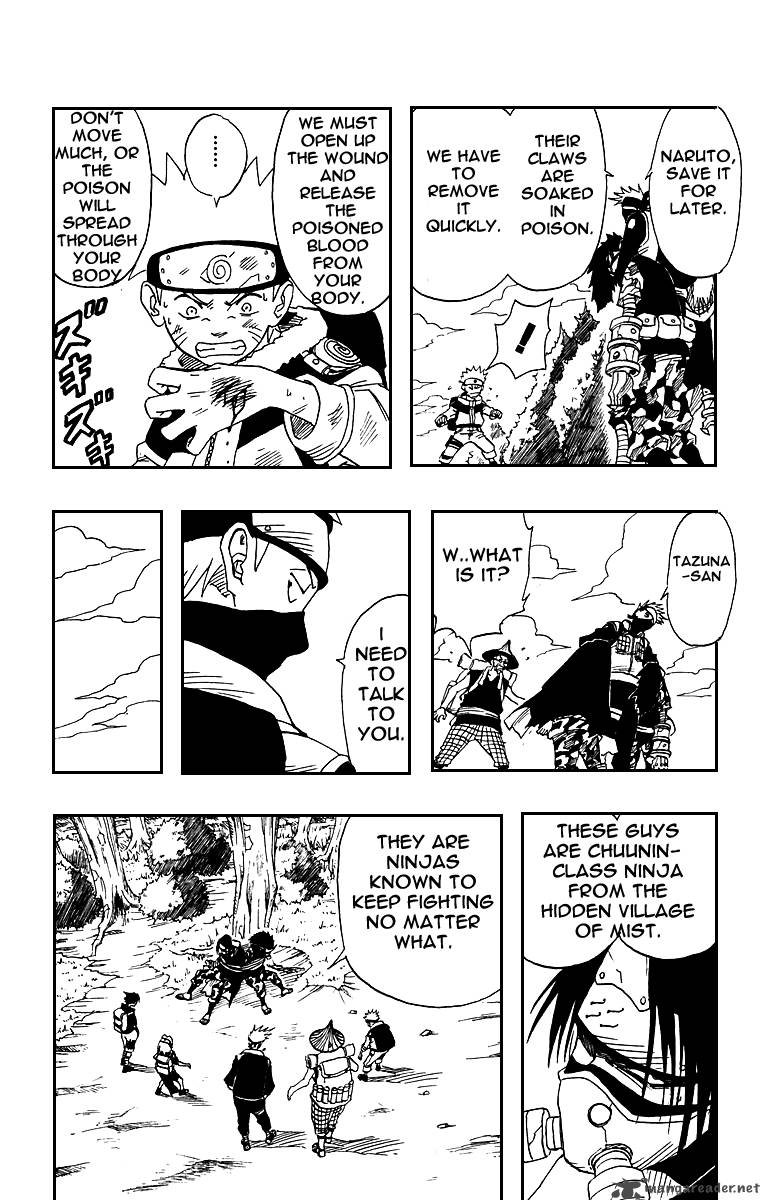 NARUTO,
SAVE IT
FOR
LATER.
THEIR
CLAWS
ARE
SOAKED
IN
POISON.
WE HAVE
TO
REMOVE
IT
QUICKLY.
!
WE MUST
OPEN UP
THE WOUND
AND
RELEASE
THE
POISONED
BLOOD
FROM
YOUR
BODY.
......
DON'T
MOVE
MUCH, OR
THE
POISON
WILL
SPREAD
THROUGH
YOUR
BODY
ズキズキ
TAZUNA
-SAN
W..WHAT
IS IT?
I
NEED
TO
TALK
TO
YOU.
THESE GUYS
ARE CHUUNIN-
CLASS NINJA
FROM THE
HIDDEN VILLAGE
OF MIST.
THEY ARE
NINJAS
KNOWN TO
KEEP FIGHTING
NO MATTER
WHAT.
mangareader.net